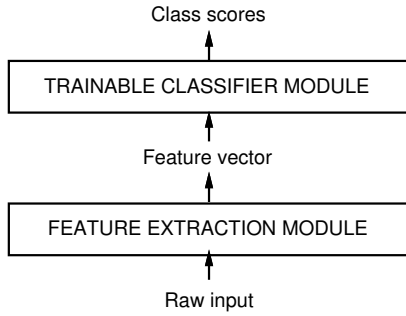 Class scores
TRAINABLE CLASSIFIER MODULE
Feature vector
FEATURE EXTRACTION MODULE
Raw input